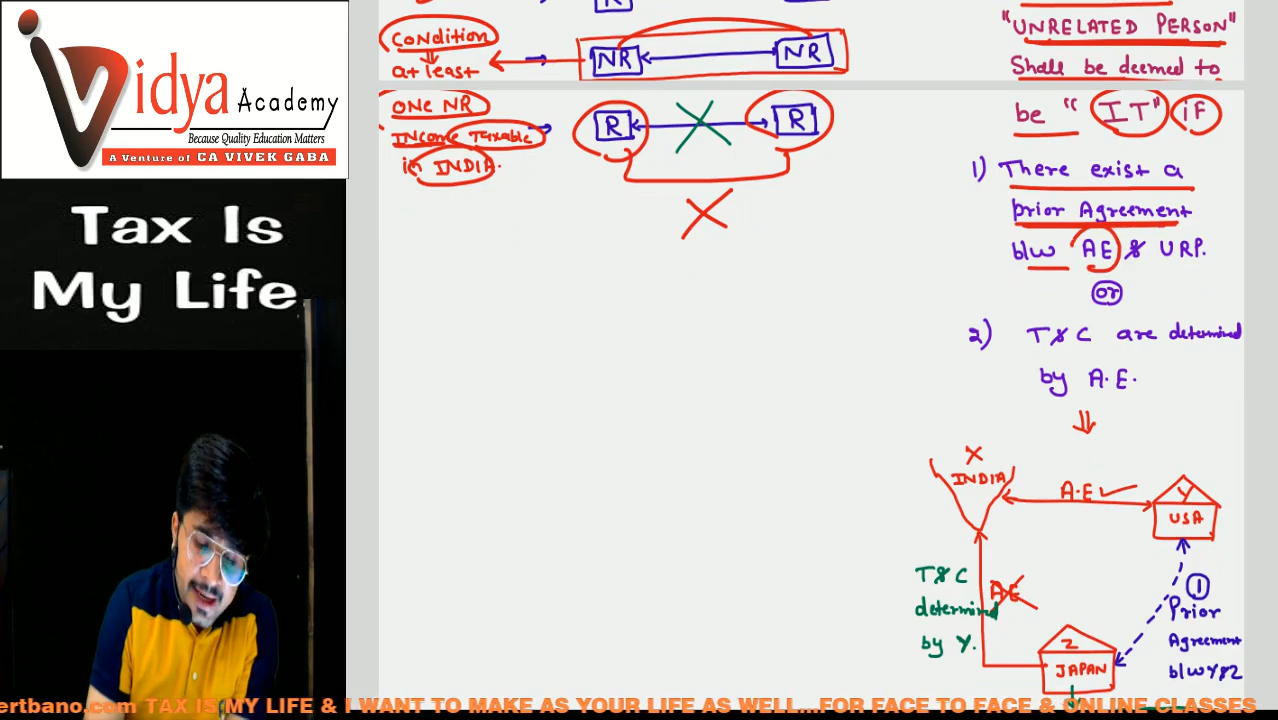 Vidya
Academy
Because Quality Education Matters
A Venture of CA VIVEK GABA
Tax Is
My Life
Condition
at least
ONE NR
Income Taxable
in INDIA.
NR
NR
R
R
"UNRELATED PERSON"
Shall be deemed to
be "IT" if
1) There exist a
prior Agreement
b/w AE & URP.
or
2) T&C are determined
by A.E.
X
INDIA
A.E
Y
USA
T&C
determined
by Y.
AE
1
Prior
Agreement
b/w Y&Z
Z
JAPAN
ertbano.com TAX IS MY LIFE & I WANT TO MAKE AS YOUR LIFE AS WELL....FOR FACE TO FACE & ONLINE CLASSES